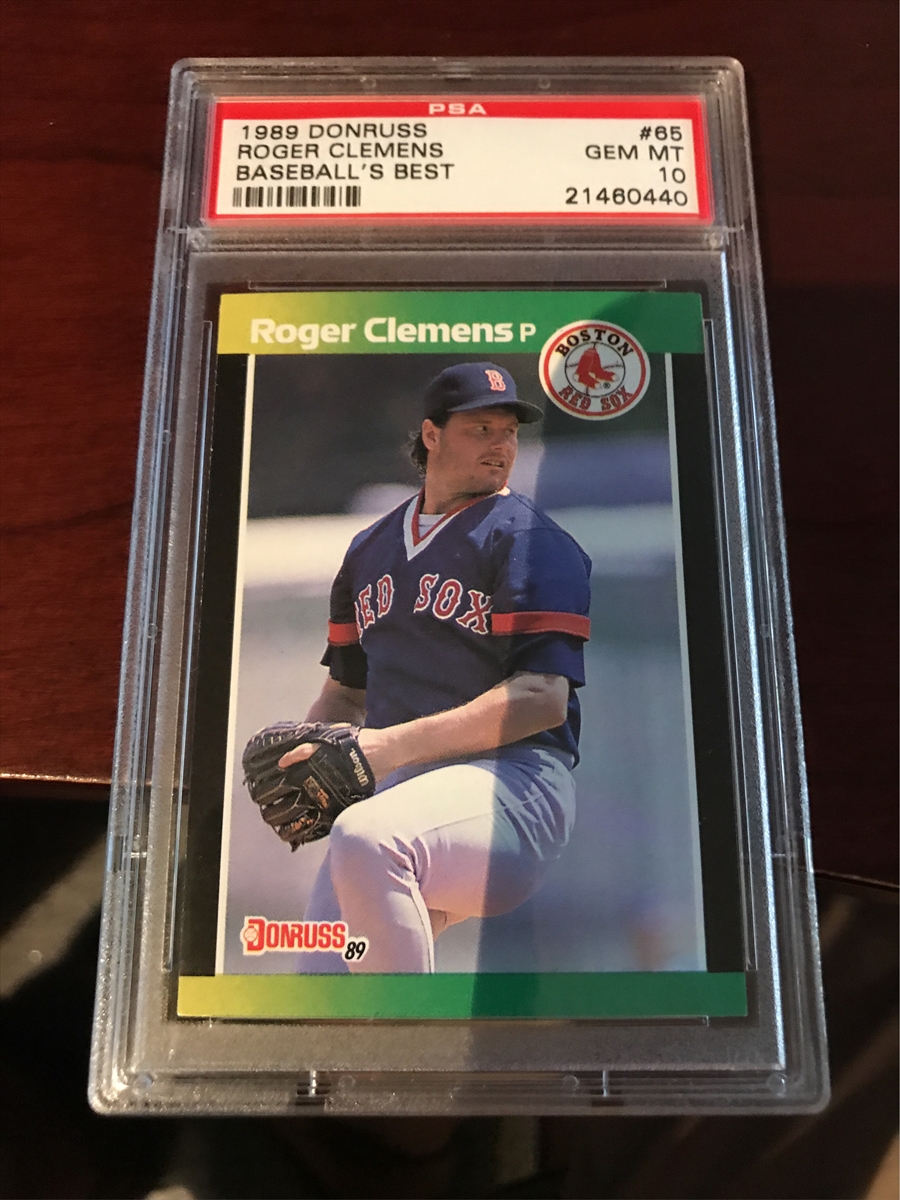 PSA
1989 DONRUSS #65
ROGER CLEMENS GEM MT
BASEBALL'S BEST 10
21460440
Roger Clemens P
BOSTON
RED SOX
B
RED SOX
Wilson
DONRUSS 89